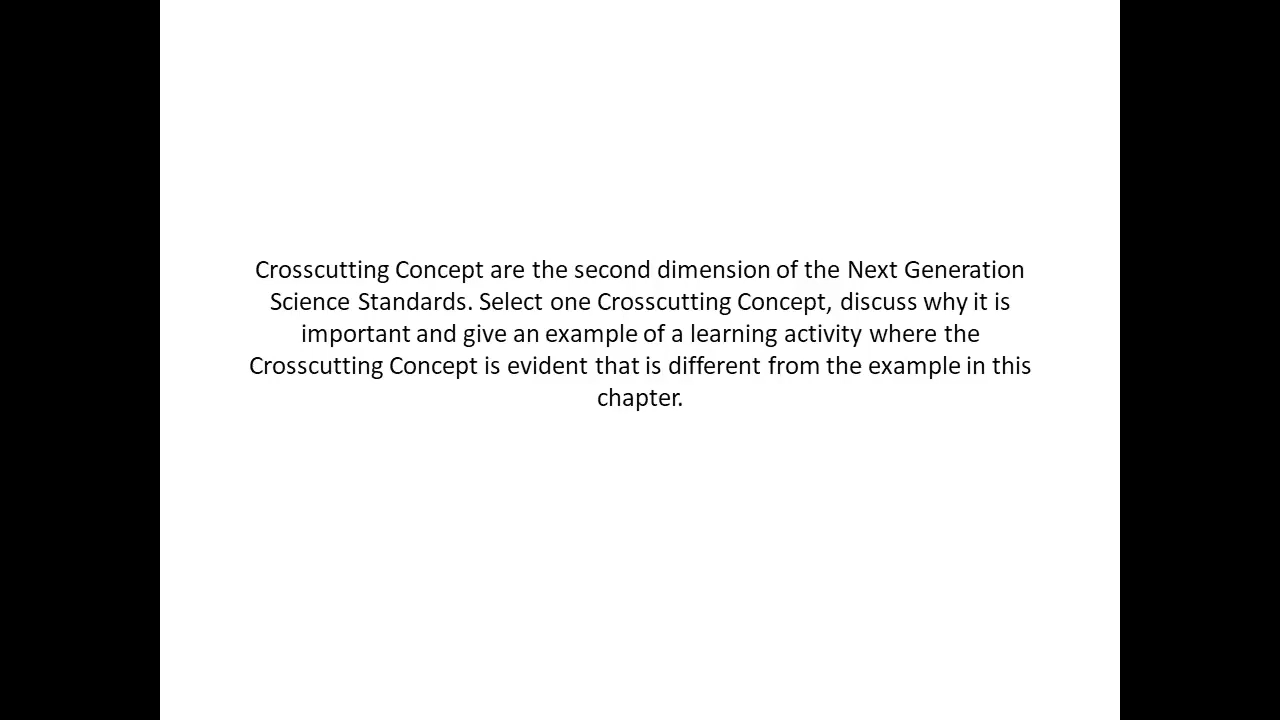 Crosscutting Concept are the second dimension of the Next Generation
Science Standards. Select one Crosscutting Concept, discuss why it is
important and give an example of a learning activity where the
Crosscutting Concept is evident that is different from the example in this
chapter.